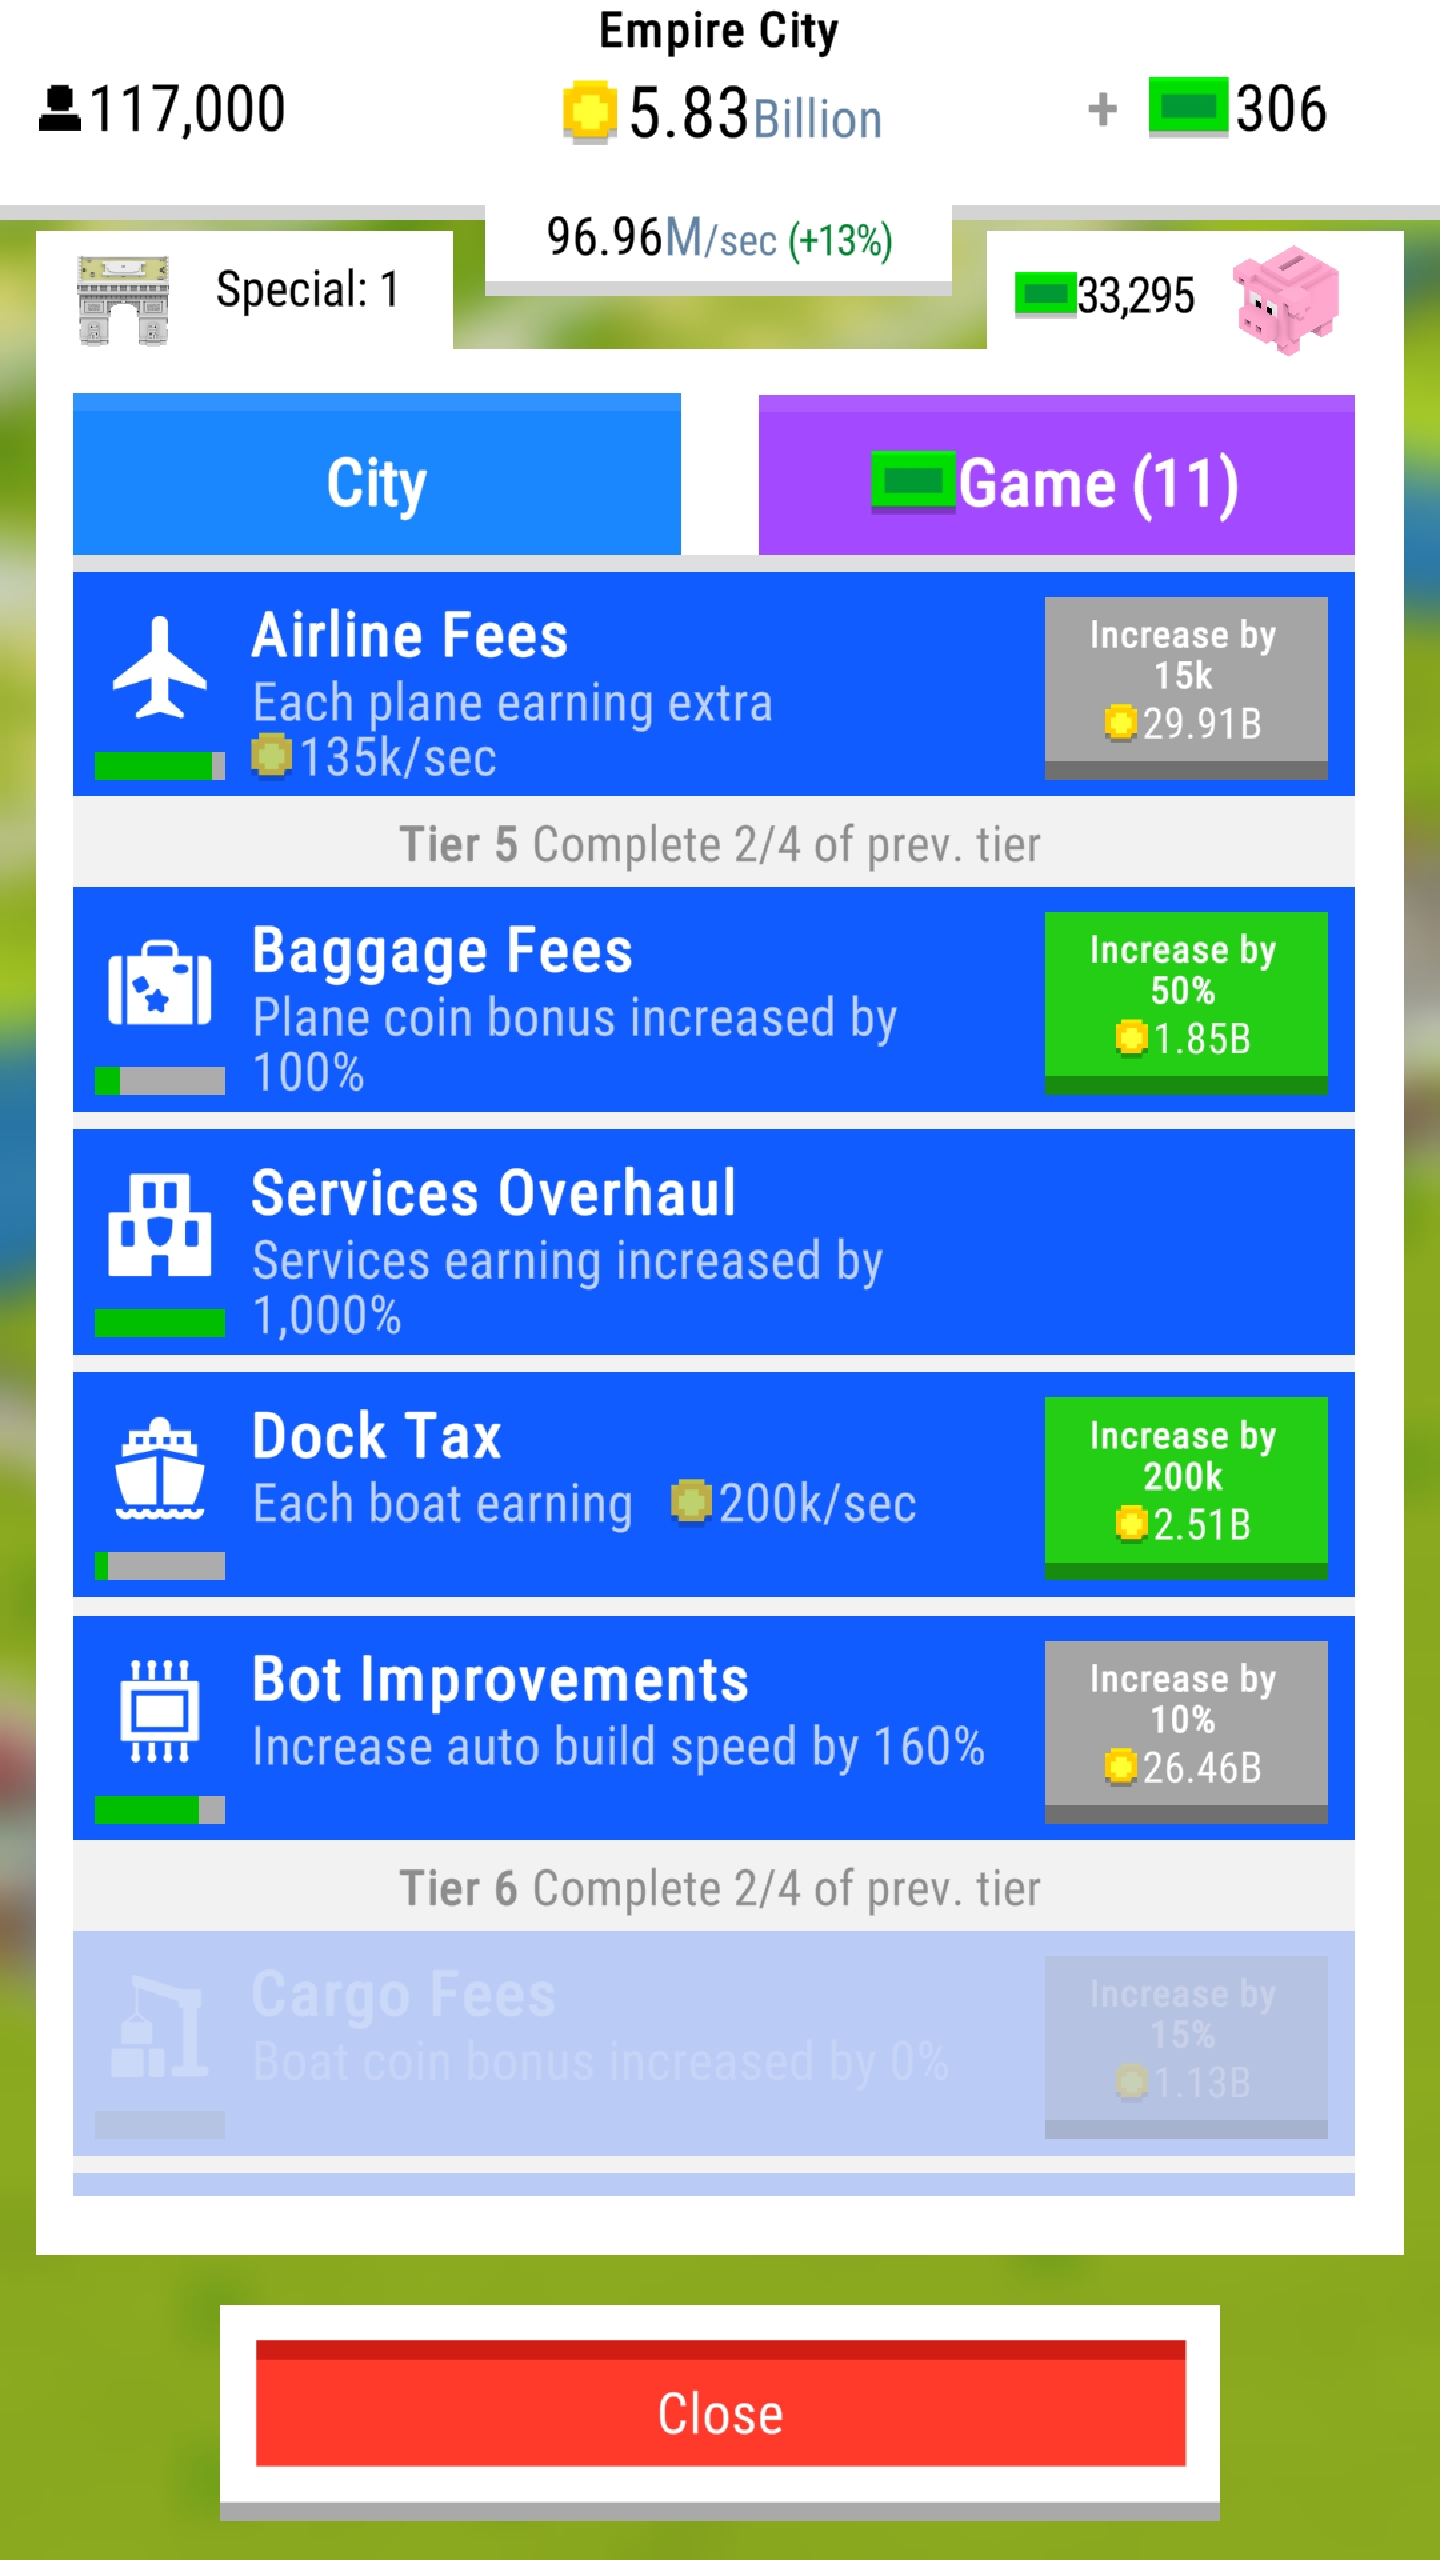 Empire City
117,000
5.83Billion
+ 306
96.96M/sec (+13%)
Special: 1
33,295
City
Game (11)
Airline Fees
Each plane earning extra
135k/sec
Increase by
15k
29.91B
Tier 5 Complete 2/4 of prev. tier
Baggage Fees
Plane coin bonus increased by
100%
Increase by
50%
1.85B
Services Overhaul
Services earning increased by
1,000%
Dock Tax
Each boat earning 200k/sec
Increase by
200k
2.51B
Bot Improvements
Increase auto build speed by 160%
Increase by
10%
26.46B
Tier 6 Complete 2/4 of prev. tier
Cargo Fees
Boat coin bonus increased by 0%
Increase by
15%
1.13B
Close